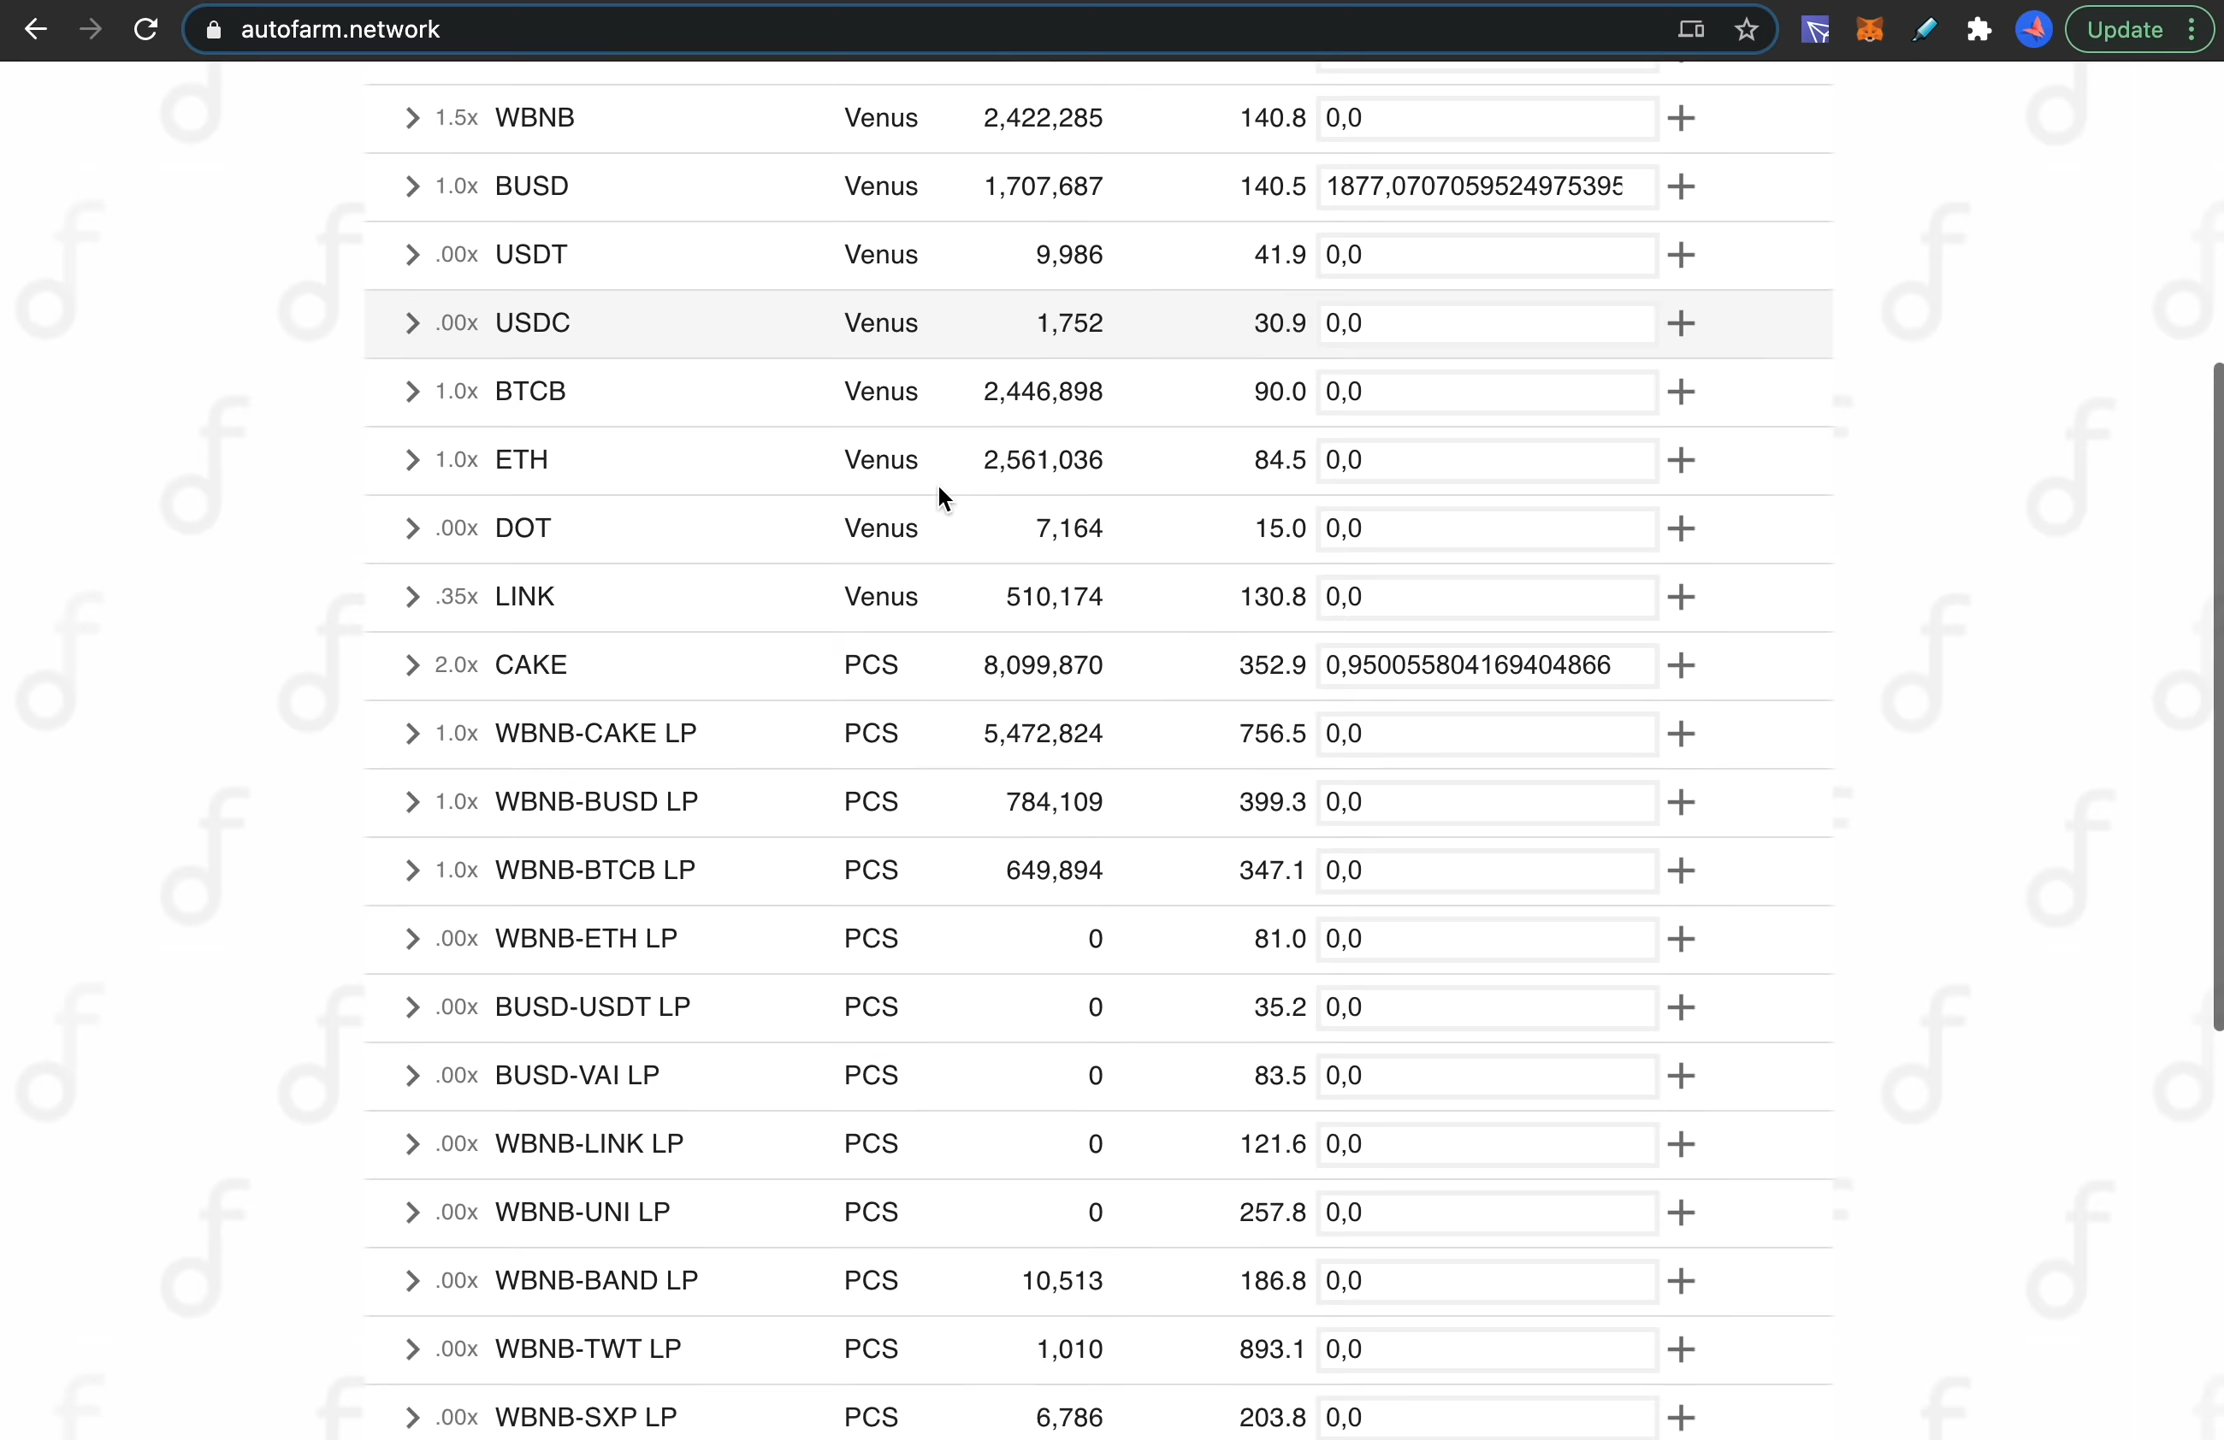 autofarm.network
Update
1.5x WBNB Venus 2,422,285 140.8 0,0
1.0x BUSD Venus 1,707,687 140.5 1877,0707059524975395
.00x USDT Venus 9,986 41.9 0,0
.00x USDC Venus 1,752 30.9 0,0
1.0x BTCB Venus 2,446,898 90.0 0,0
1.0x ETH Venus 2,561,036 84.5 0,0
.00x DOT Venus 7,164 15.0 0,0
.35x LINK Venus 510,174 130.8 0,0
2.0x CAKE PCS 8,099,870 352.9 0,950055804169404866
1.0x WBNB-CAKE LP PCS 5,472,824 756.5 0,0
1.0x WBNB-BUSD LP PCS 784,109 399.3 0,0
1.0x WBNB-BTCB LP PCS 649,894 347.1 0,0
.00x WBNB-ETH LP PCS 0 81.0 0,0
.00x BUSD-USDT LP PCS 0 35.2 0,0
.00x BUSD-VAI LP PCS 0 83.5 0,0
.00x WBNB-LINK LP PCS 0 121.6 0,0
.00x WBNB-UNI LP PCS 0 257.8 0,0
.00x WBNB-BAND LP PCS 10,513 186.8 0,0
.00x WBNB-TWT LP PCS 1,010 893.1 0,0
.00x WBNB-SXP LP PCS 6,786 203.8 0,0